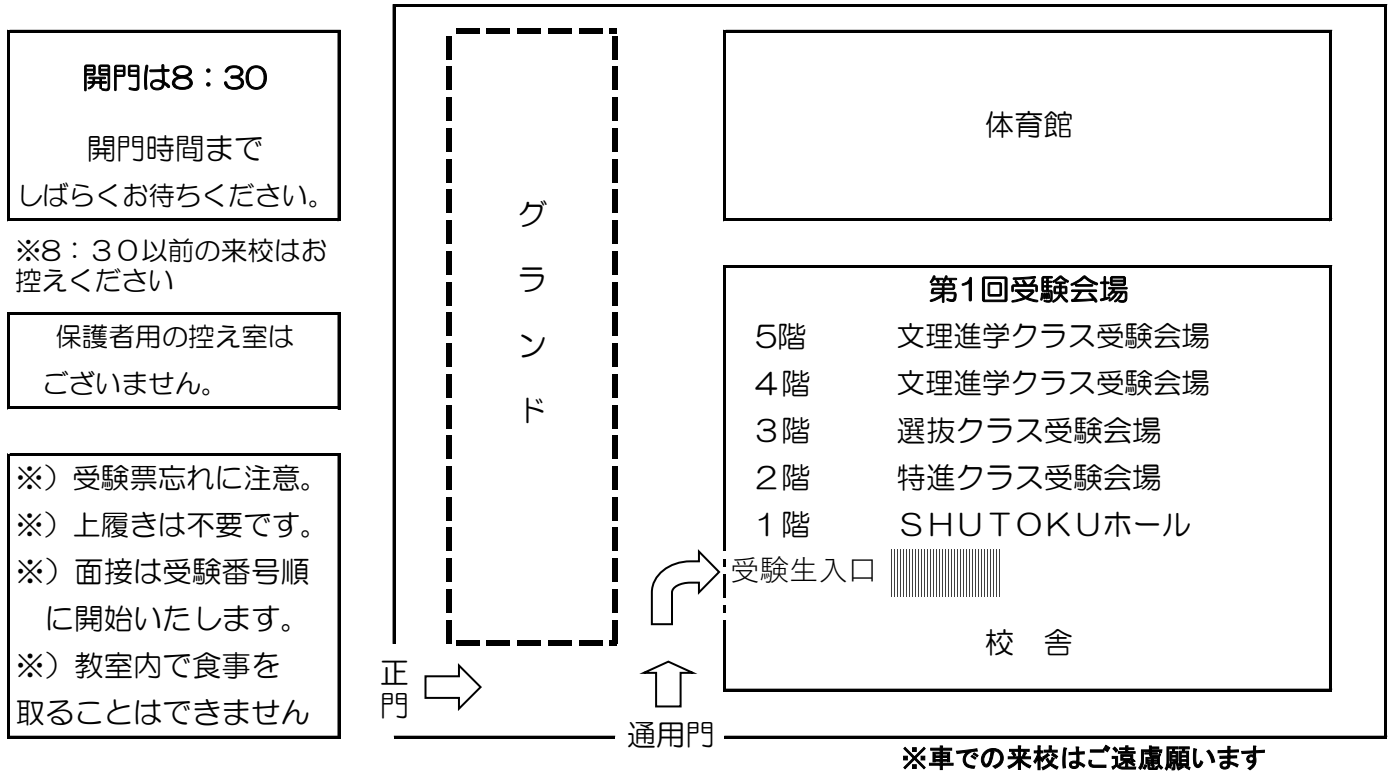 開門は8：30
開門時間まで
しばらくお待ちください。
※8：３０以前の来校はお
控えください
保護者用の控え室は
ございません。
※）受験票忘れに注意。
※）上履きは不要です。
※）面接は受験番号順
に開始いたします。
※）教室内で食事を
取ることはできません
グランド
体育館
第1回受験会場
5階 文理進学クラス受験会場
４階 文理進学クラス受験会場
３階 選抜クラス受験会場
２階 特進クラス受験会場
１階 ＳＨＵＴＯＫＵホール
受験生入口
校 舎
正門
通用門
※車での来校はご遠慮願います